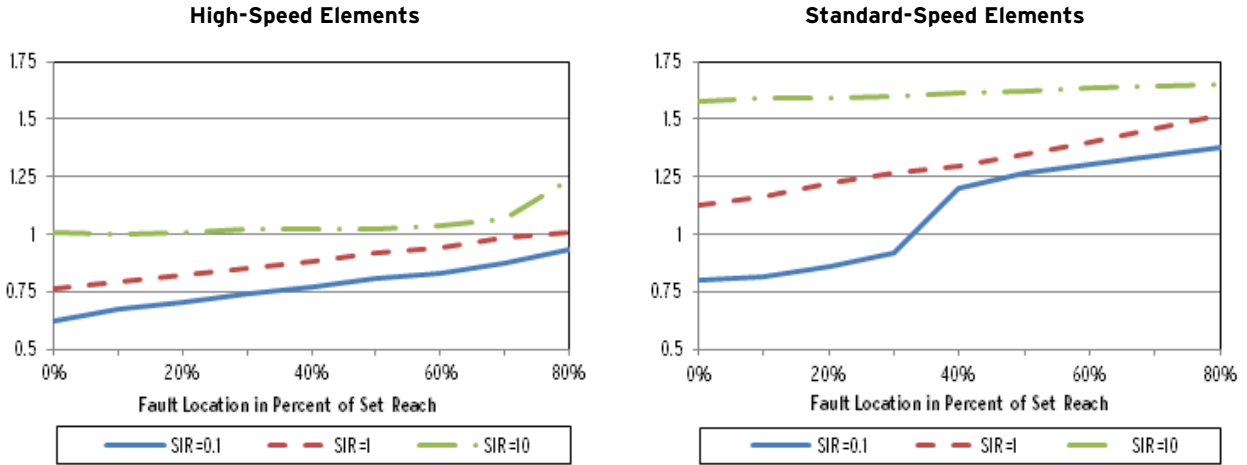 High-Speed Elements
1.75
1.5
1.25
1
0.75
0.5
0%
20%
40%
60%
80%
Fault Location in Percent of Set Reach
SIR=0.1
SIR=1
SIR=10
Standard-Speed Elements
1.75
1.5
1.25
1
0.75
0.5
0%
20%
40%
60%
80%
Fault Location in Percent of Set Reach
SIR=0.1
SIR=1
SIR=10